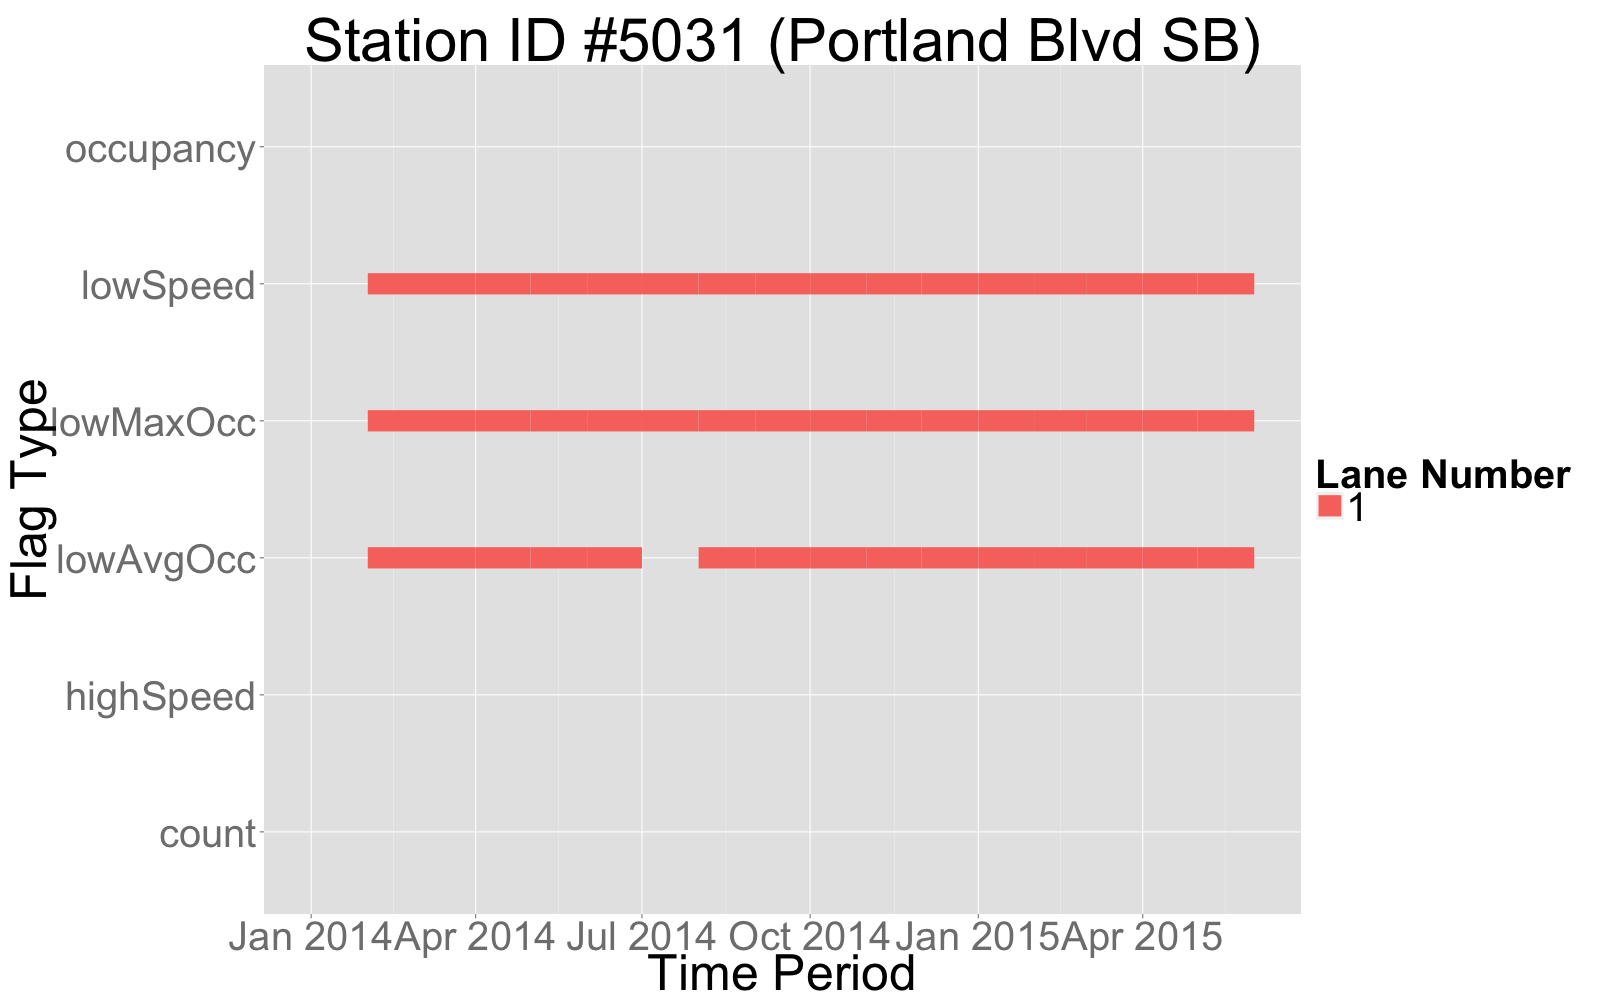 Station ID #5031 (Portland Blvd SB)
occupancy
lowSpeed
lowMaxOcc
lowAvgOcc
highSpeed
count
Flag Type
Jan 2014 Apr 2014 Jul 2014 Oct 2014 Jan 2015 Apr 2015
Time Period
Lane Number
1